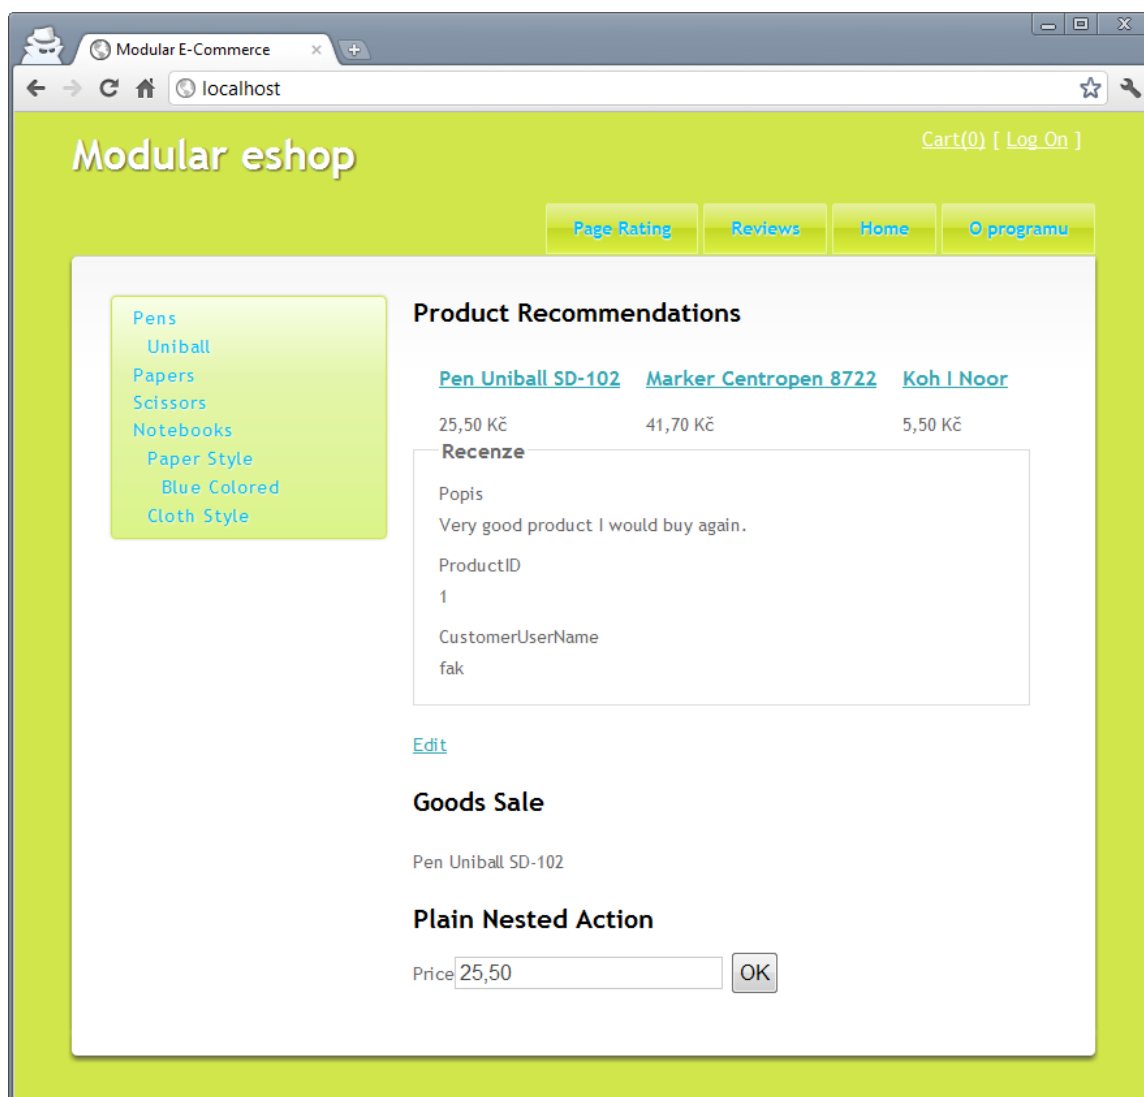 Modular E-Commerce
localhost
Cart(0) [ Log On ]
Modular eshop
Page Rating Reviews Home O programu
Pens
Uniball
Papers
Scissors
Notebooks
Paper Style
Blue Colored
Cloth Style
Product Recommendations
Pen Uniball SD-102 Marker Centropen 8722 Koh I Noor
25,50 Kč 41,70 Kč 5,50 Kč
Recenze
Popis
Very good product I would buy again.
ProductID
1
CustomerUserName
fak
Edit
Goods Sale
Pen Uniball SD-102
Plain Nested Action
Price 25,50 OK